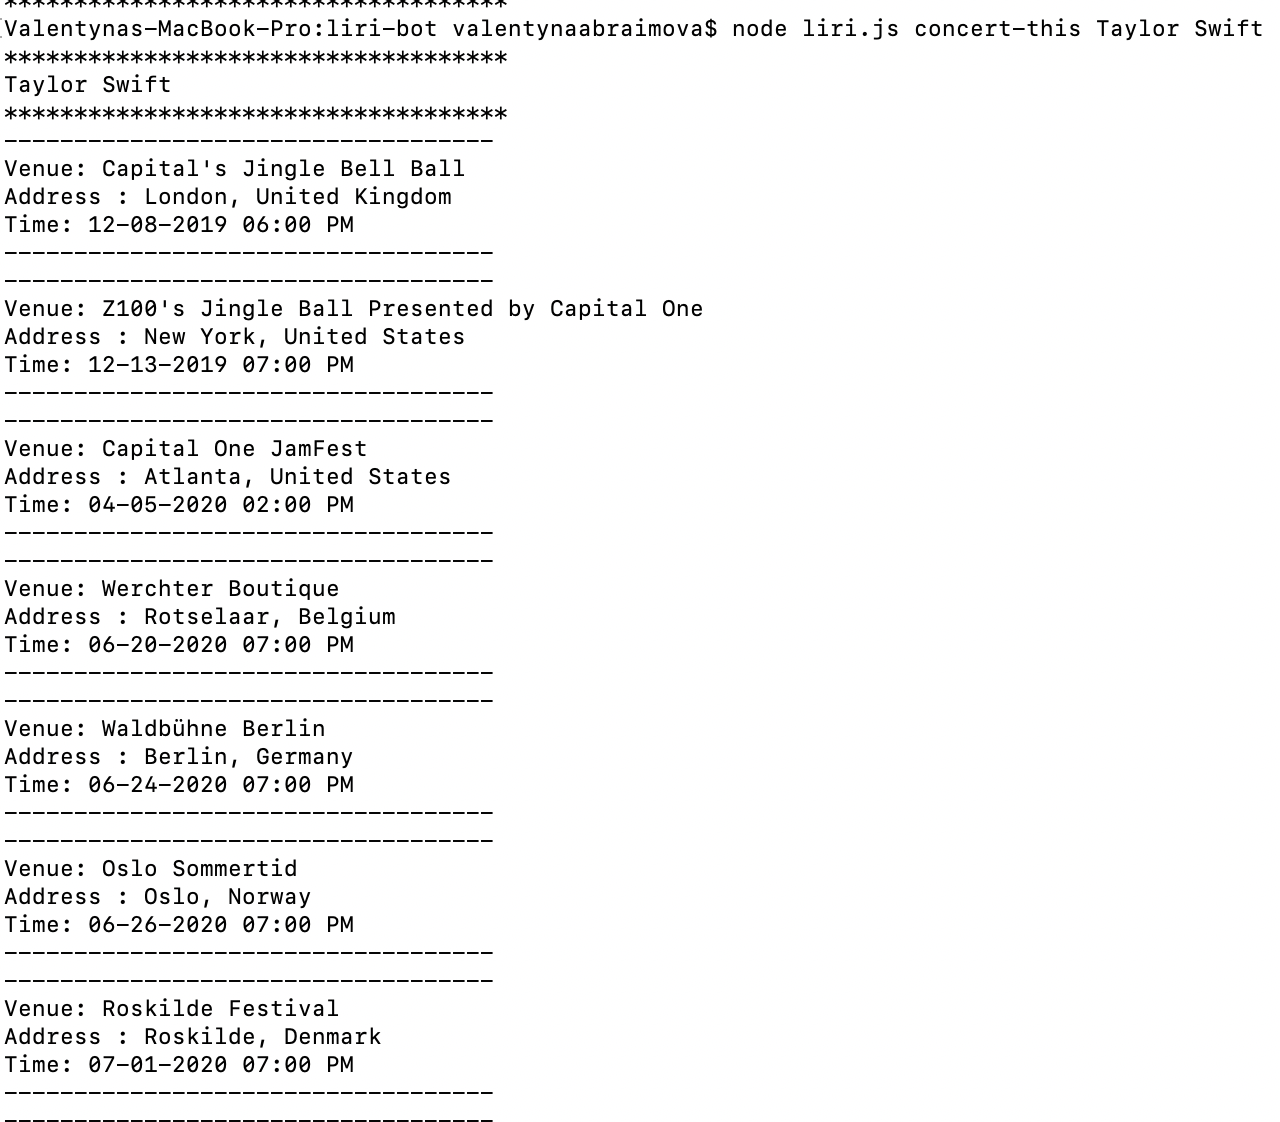 ************************************
Valentynas-MacBook-Pro:liri-bot valentynaabraimova$ node liri.js concert-this Taylor Swift
************************************
Taylor Swift
************************************
-----------------------------------
Venue: Capital's Jingle Bell Ball
Address : London, United Kingdom
Time: 12-08-2019 06:00 PM
-----------------------------------
-----------------------------------
Venue: Z100's Jingle Ball Presented by Capital One
Address : New York, United States
Time: 12-13-2019 07:00 PM
-----------------------------------
-----------------------------------
Venue: Capital One JamFest
Address : Atlanta, United States
Time: 04-05-2020 02:00 PM
-----------------------------------
-----------------------------------
Venue: Werchter Boutique
Address : Rotselaar, Belgium
Time: 06-20-2020 07:00 PM
-----------------------------------
-----------------------------------
Venue: Waldbühne Berlin
Address : Berlin, Germany
Time: 06-24-2020 07:00 PM
-----------------------------------
-----------------------------------
Venue: Oslo Sommertid
Address : Oslo, Norway
Time: 06-26-2020 07:00 PM
-----------------------------------
-----------------------------------
Venue: Roskilde Festival
Address : Roskilde, Denmark
Time: 07-01-2020 07:00 PM
-----------------------------------
-----------------------------------